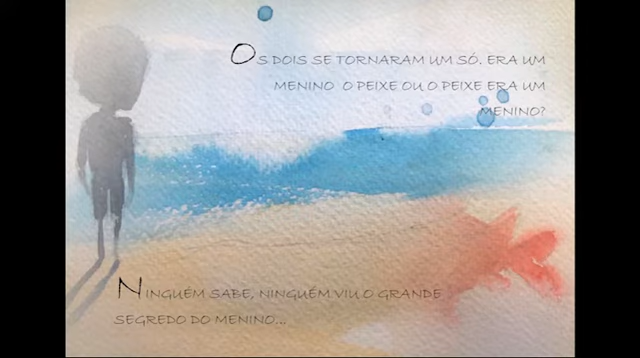 OS DOIS SE TORNARAM UM SÓ. ERA UM
MENINO O PEIXE OU O PEIXE ERA UM
MENINO?
NINGUÉM SABE, NINGUÉM VIU O GRANDE
SEGREDO DO MENINO...